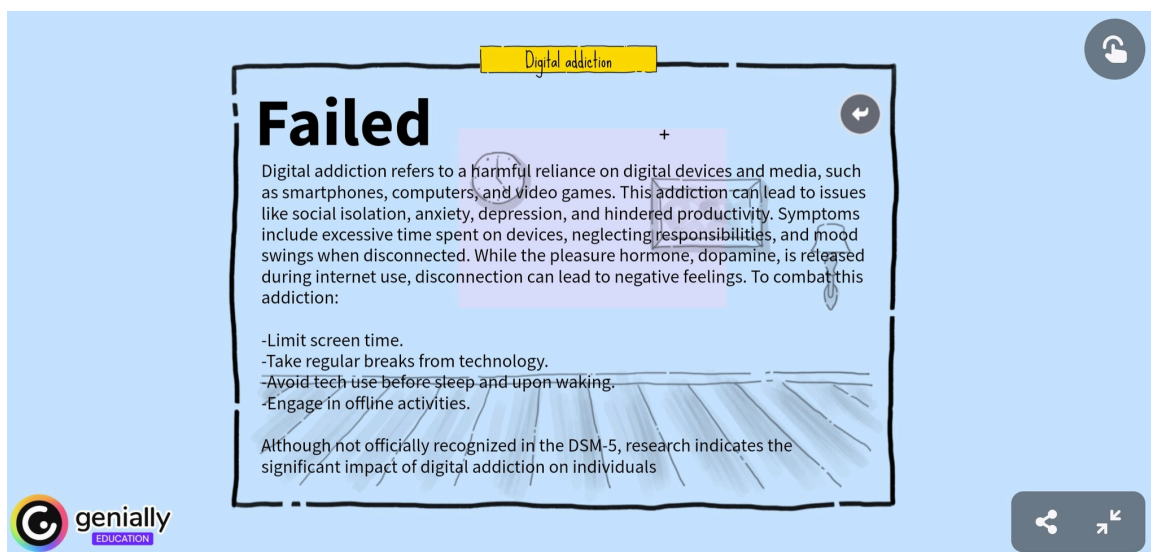 Digital addiction
Failed
Digital addiction refers to a harmful reliance on digital devices and media, such
as smartphones, computers, and video games. This addiction can lead to issues
like social isolation, anxiety, depression, and hindered productivity. Symptoms
include excessive time spent on devices, neglecting responsibilities, and mood
swings when disconnected. While the pleasure hormone, dopamine, is released
during internet use, disconnection can lead to negative feelings. To combat this
addiction:
-Limit screen time.
-Take regular breaks from technology.
-Avoid tech use before sleep and upon waking.
-Engage in offline activities.
Although not officially recognized in the DSM-5, research indicates the
significant impact of digital addiction on individuals
genially
EDUCATION